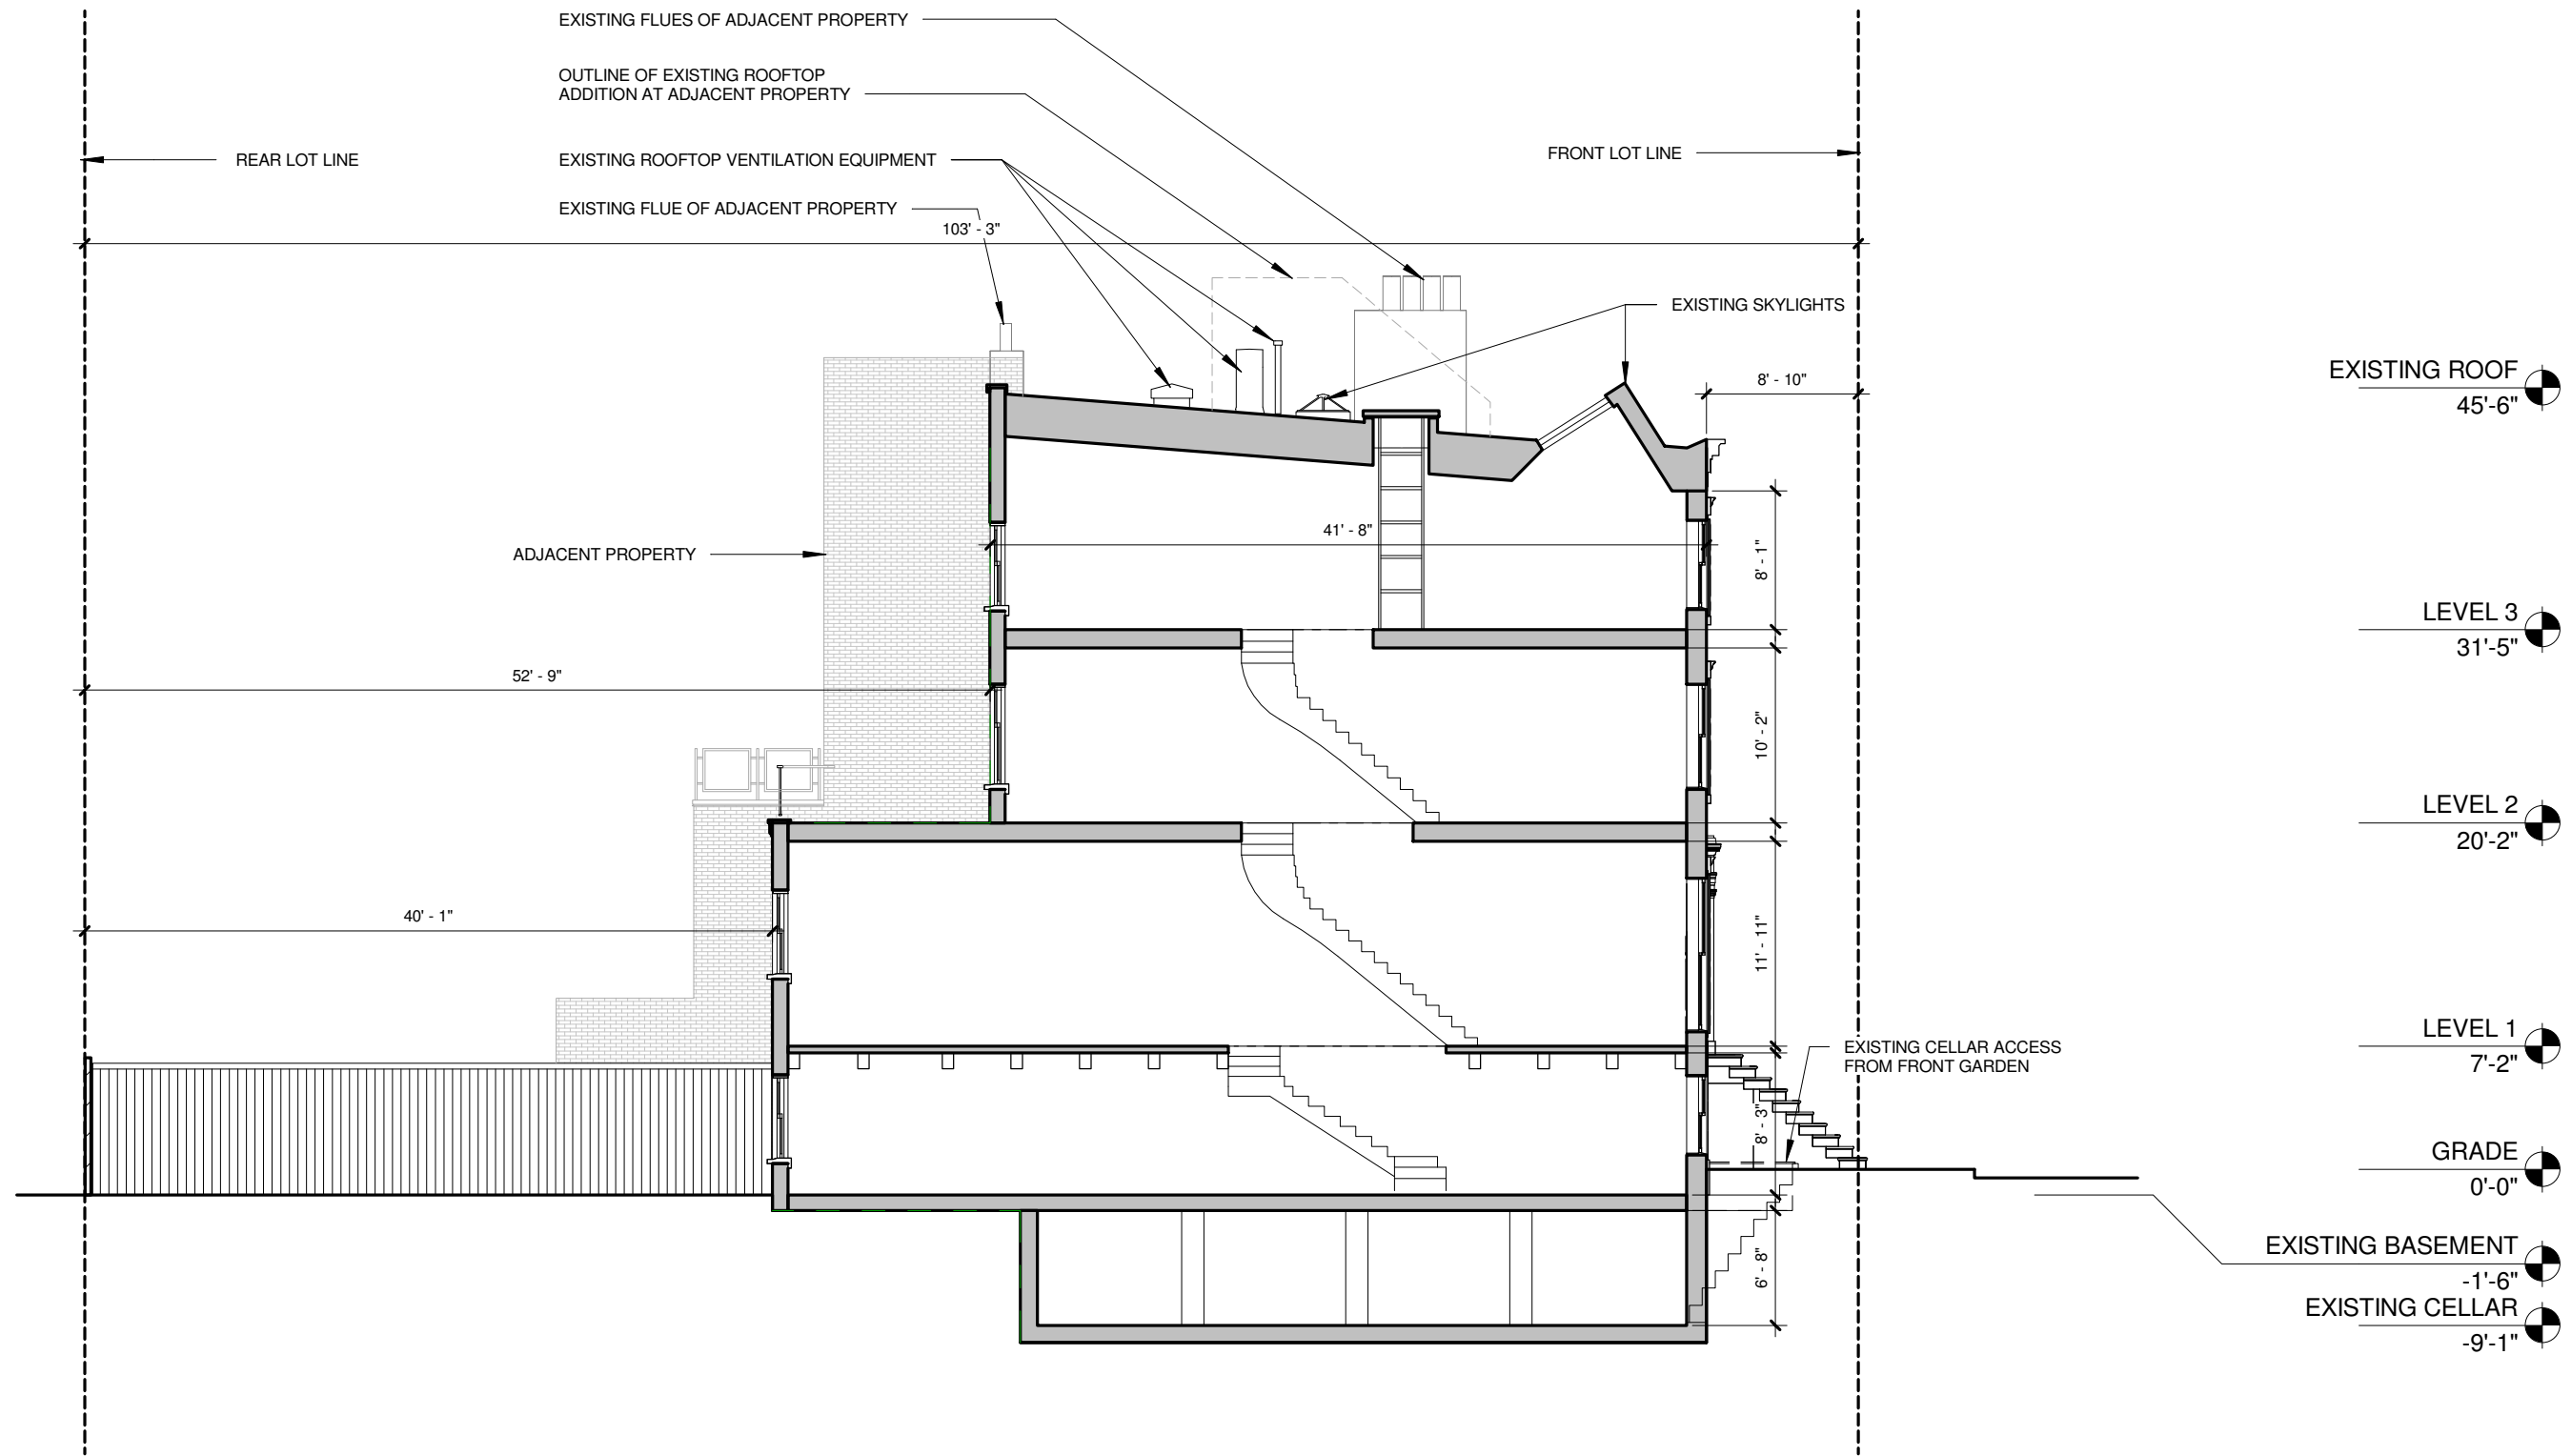 EXISTING FLUES OF ADJACENT PROPERTY
OUTLINE OF EXISTING ROOFTOP
ADDITION AT ADJACENT PROPERTY
REAR LOT LINE
EXISTING ROOFTOP VENTILATION EQUIPMENT
FRONT LOT LINE
EXISTING FLUE OF ADJACENT PROPERTY
103' - 3"
EXISTING SKYLIGHTS
8' - 10"
EXISTING ROOF
45'-6"
41' - 8"
8' - 1"
ADJACENT PROPERTY
LEVEL 3
31'-5"
52' - 9"
10' - 2"
LEVEL 2
20'-2"
40' - 1"
11' - 11"
LEVEL 1
7'-2"
EXISTING CELLAR ACCESS
FROM FRONT GARDEN
8' - 3"
GRADE
0'-0"
EXISTING BASEMENT
-1'-6"
6' - 8"
EXISTING CELLAR
-9'-1"